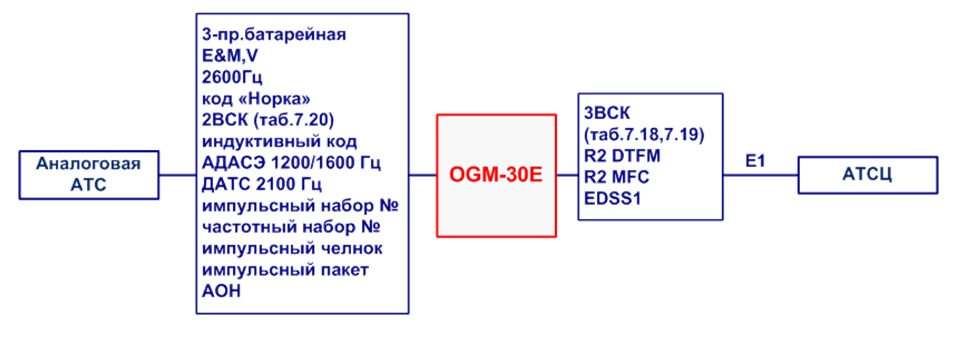 Аналоговая
АТС
3-пр.батарейная
E&M,V
2600Гц
код «Норка»
2ВСК (таб.7.20)
индуктивный код
АДАСЭ 1200/1600 Гц
ДАТС 2100 Гц
импульсный набор №
частотный набор №
импульсный челнок
импульсный пакет
АОН
OGM-30E
3ВСК
(таб.7.18,7.19)
R2 DTFM
R2 MFC
EDSS1
E1
АТСЦ